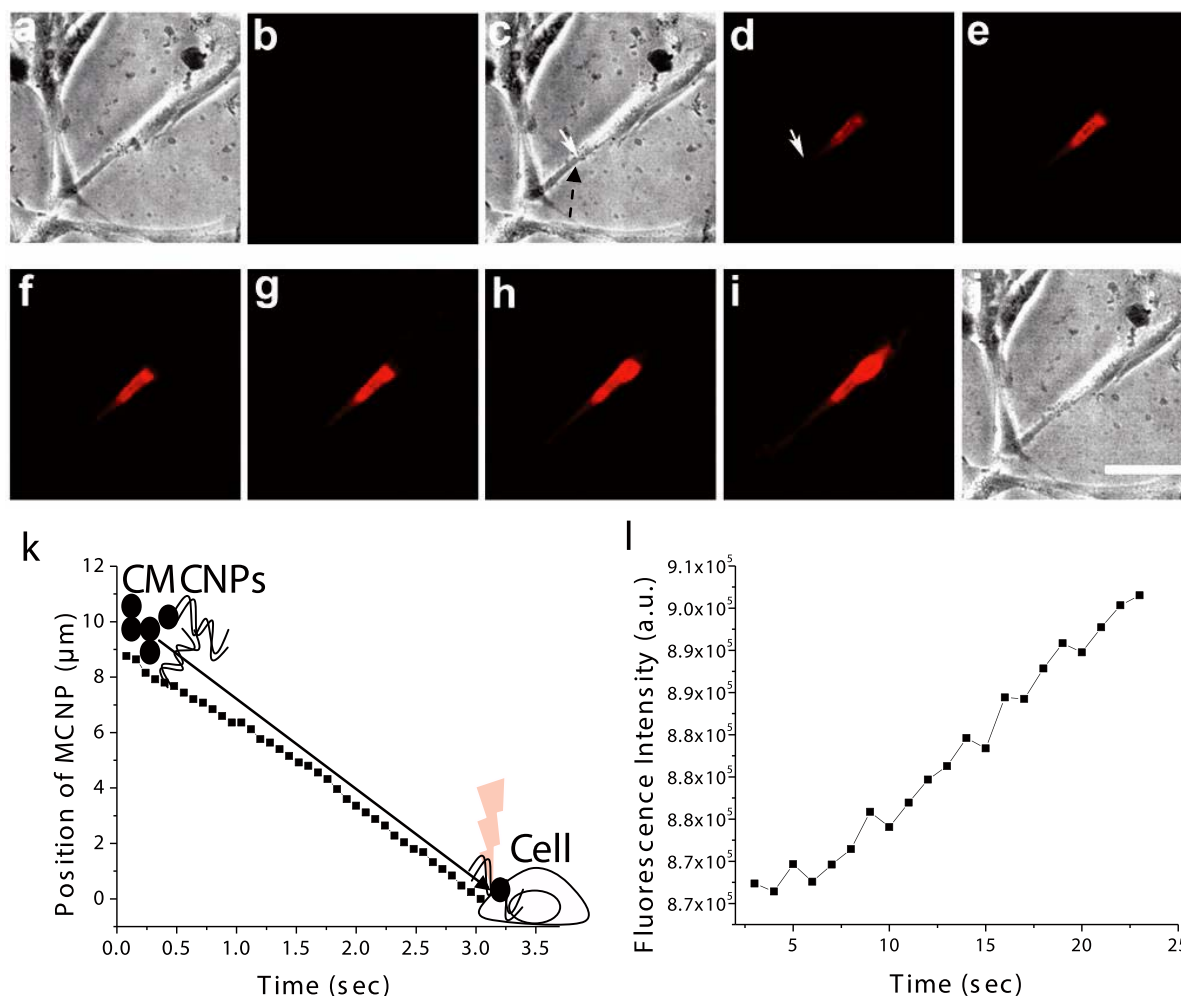 a b c d e
f g h i j
k
CMCNPs
Cell
Position of MCNP (µm)
12
10
8
6
4
2
0
0.0 0.5 1.0 1.5 2.0 2.5 3.0 3.5
Time (sec)
l
Fluorescence Intensity (a.u.)
9.1x10⁵
9.0x10⁵
8.9x10⁵
8.9x10⁵
8.8x10⁵
8.8x10⁵
8.8x10⁵
8.7x10⁵
8.7x10⁵
5 10 15 20 25
Time (sec)